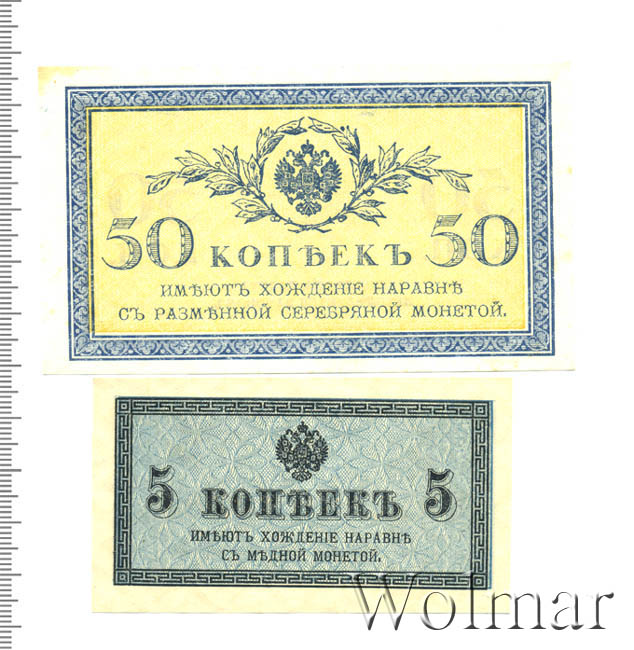 50 КОПѢЕКЪ 50
ИМѢЮТЪ ХОЖДЕНІЕ НАРАВНѢ
СЪ РАЗМѢННОЙ СЕРЕБРЯНОЙ МОНЕТОЙ.
5 КОПѢЕКЪ 5
ИМѢЮТЪ ХОЖДЕНІЕ НАРАВНѢ
СЪ МѢДНОЙ МОНЕТОЙ.
Wolmar